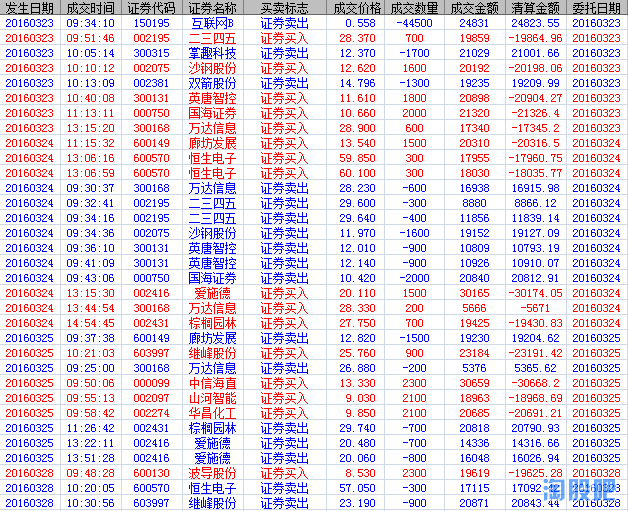 发生日期 成交时间 证券代码 证券名称 买卖标志 成交价格 成交数量 成交金额 清算金额 委托日期
20160323 09:34:10 150195 互联网B 证券卖出 0.558 -44500 24831 24823.55 20160323
20160323 09:51:46 002195 二三四五 证券买入 28.370 700 19859 -19864.96 20160323
20160323 10:05:14 300315 掌趣科技 证券卖出 12.370 -1700 21029 21001.66 20160323
20160323 10:10:12 002075 沙钢股份 证券买入 12.620 1600 20192 -20198.06 20160323
20160323 10:13:09 002381 双箭股份 证券卖出 14.796 -1300 19235 19209.99 20160323
20160323 10:40:08 300131 英唐智控 证券买入 11.610 1800 20898 -20904.27 20160323
20160323 11:13:11 000750 国海证券 证券买入 10.660 2000 21320 -21326.4 20160323
20160323 13:15:20 300168 万达信息 证券买入 28.900 600 17340 -17345.2 20160323
20160324 11:15:32 600149 廊坊发展 证券买入 13.540 1500 20310 -20316.5 20160324
20160324 13:06:16 600570 恒生电子 证券买入 59.850 300 17955 -17960.75 20160324
20160324 13:06:59 600570 恒生电子 证券买入 60.100 300 18030 -18035.77 20160324
20160324 09:30:37 300168 万达信息 证券卖出 28.230 -600 16938 16915.98 20160324
20160324 09:32:41 002195 二三四五 证券卖出 29.600 -300 8880 8866.12 20160324
20160324 09:34:16 002195 二三四五 证券卖出 29.640 -400 11856 11839.14 20160324
20160324 09:34:36 002075 沙钢股份 证券卖出 11.970 -1600 19152 19127.09 20160324
20160324 09:36:10 300131 英唐智控 证券卖出 12.010 -900 10809 10793.19 20160324
20160324 09:41:09 300131 英唐智控 证券卖出 12.140 -900 10926 10910.07 20160324
20160324 09:43:06 000750 国海证券 证券卖出 10.420 -2000 20840 20812.91 20160324
20160324 13:15:30 002416 爱施德 证券买入 20.110 1500 30165 -30174.05 20160324
20160324 13:44:54 300168 万达信息 证券买入 28.330 200 5666 -5671 20160324
20160324 14:54:45 002431 棕榈园林 证券买入 27.750 700 19425 -19430.83 20160324
20160325 09:37:38 600149 廊坊发展 证券卖出 12.820 -1500 19230 19204.62 20160325
20160325 10:21:03 603997 继峰股份 证券买入 25.760 900 23184 -23191.42 20160325
20160325 09:25:00 300168 万达信息 证券卖出 26.880 -200 5376 5365.62 20160325
20160325 09:50:06 000099 中信海直 证券买入 13.330 2300 30659 -30668.2 20160325
20160325 09:55:13 002097 山河智能 证券买入 9.030 2100 18963 -18968.69 20160325
20160325 09:58:42 002274 华昌化工 证券买入 9.850 2100 20685 -20691.21 20160325
20160325 11:26:42 002431 棕榈园林 证券卖出 29.740 -700 20818 20790.93 20160325
20160325 13:22:11 002416 爱施德 证券卖出 20.480 -700 14336 14316.66 20160325
20160325 13:51:28 002416 爱施德 证券卖出 20.060 -800 16048 16026.94 20160325
20160328 09:48:28 600130 波导股份 证券买入 8.530 2300 19619 -19625.28 20160328
20160328 10:20:05 600570 恒生电子 证券卖出 57.050 -300 17115 20160328
20160328 10:30:56 603997 继峰股份 证券卖出 23.190 -900 20871 20843.44 20160328
淘股吧